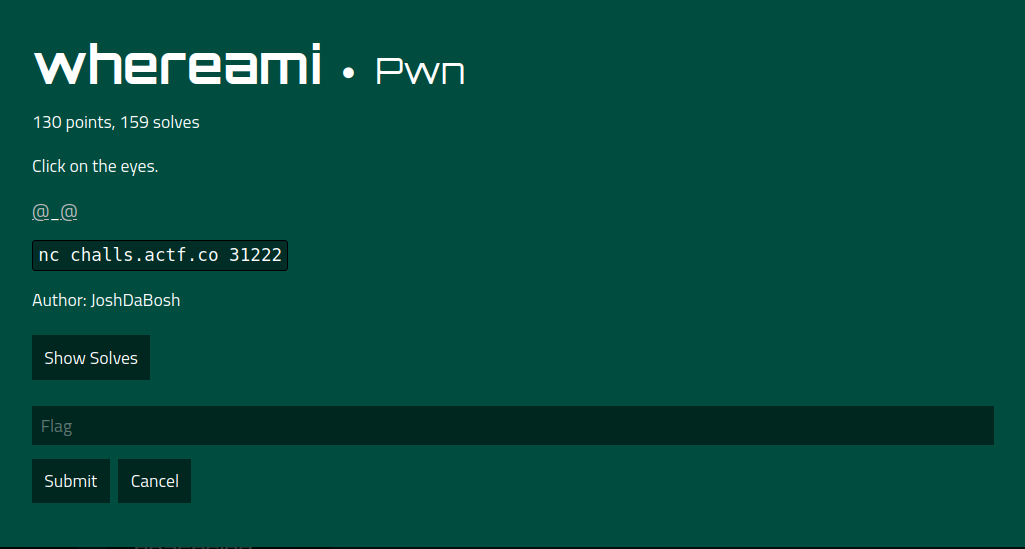 whereami • Pwn
130 points, 159 solves
Click on the eyes.
@_@
nc challs.actf.co 31222
Author: JoshDaBosh
Show Solves
Flag
Submit Cancel